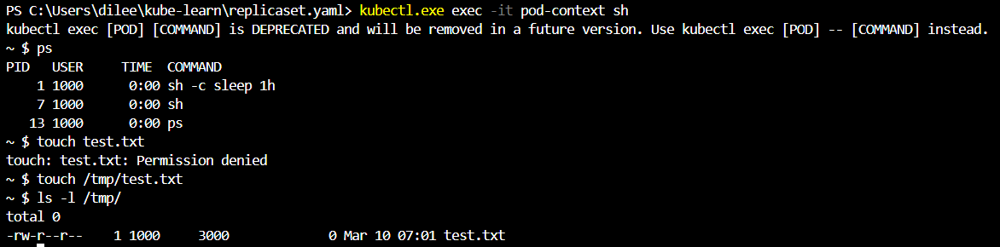 PS C:\Users\dilee\kube-learn\replicaset.yaml> kubectl.exe exec -it pod-context sh
kubectl exec [POD] [COMMAND] is DEPRECATED and will be removed in a future version. Use kubectl exec [POD] -- [COMMAND] instead.
~ $ ps
PID   USER     TIME  COMMAND
    1 1000      0:00 sh -c sleep 1h
    7 1000      0:00 sh
   13 1000      0:00 ps
~ $ touch test.txt
touch: test.txt: Permission denied
~ $ touch /tmp/test.txt
~ $ ls -l /tmp/
total 0
-rw-r--r--    1 1000     3000             0 Mar 10 07:01 test.txt